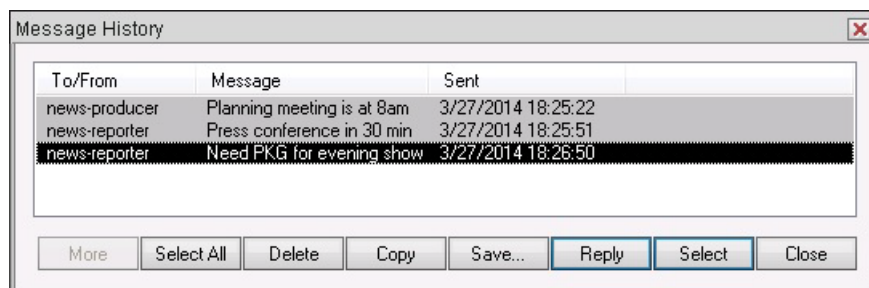 Message History
To/From Message Sent
news-producer Planning meeting is at 8am 3/27/2014 18:25:22
news-reporter Press conference in 30 min 3/27/2014 18:25:51
news-reporter Need PKG for evening show 3/27/2014 18:26:50
More Select All Delete Copy Save... Reply Select Close